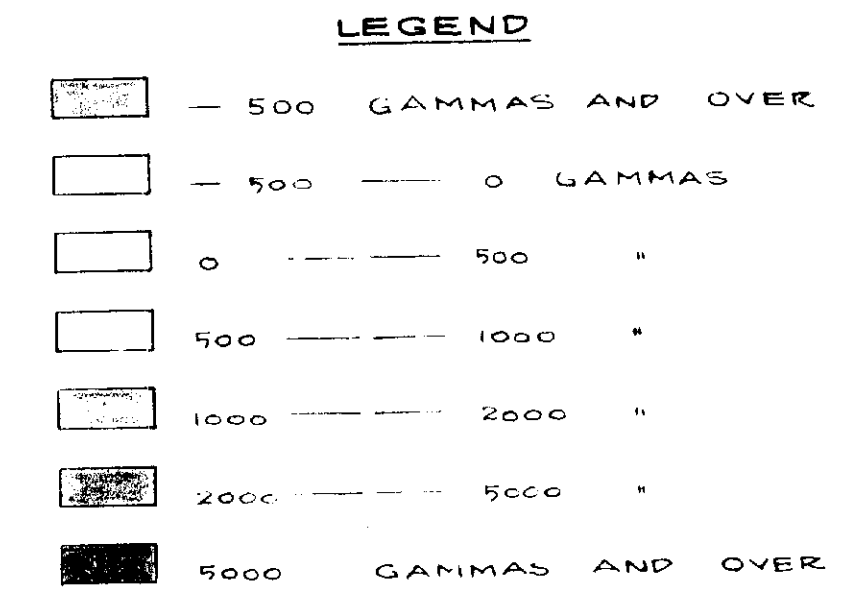 LEGEND
— 500 GAMMAS AND OVER
— 500 — 0 GAMMAS
0 — — 500 "
500 — — — 1000 "
1000 — — — 2000 "
2000 — — — 5000 "
5000 GAMMAS AND OVER